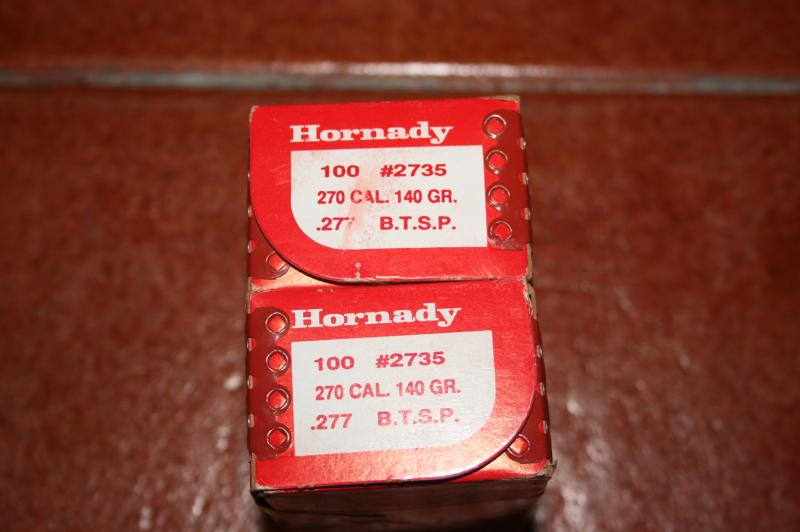 Hornady
100 #2735
270 CAL. 140 GR.
.277 B.T.S.P.
Hornady
100 #2735
270 CAL. 140 GR.
.277 B.T.S.P.